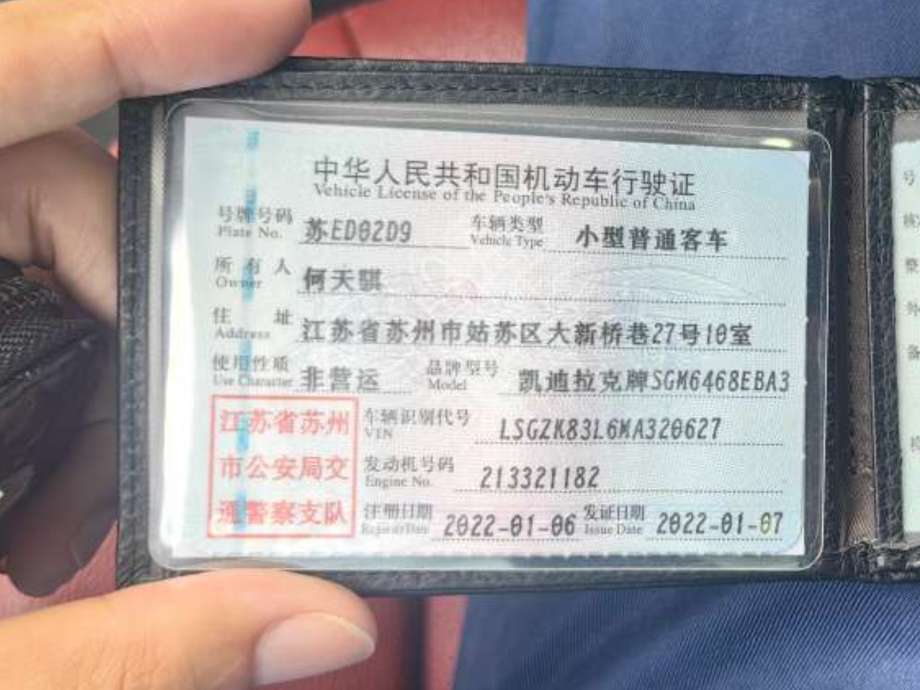 中华人民共和国机动车行驶证
Vehicle License of the People's Republic of China
号牌号码 苏ED02D9 车辆类型 小型普通客车
Plate No. Vehicle Type
所有人 何天骐
Owner
住址 江苏省苏州市姑苏区大新桥巷27号10室
Address
使用性质 非营运 品牌型号 凯迪拉克牌SGM6468EBA3
Use Character Model
江苏省苏州
市公安局交
通警察支队
车辆识别代号 LSGZK83L6MA320627
VIN
发动机号码 213321182
Engine No.
注册日期 2022-01-06 发证日期 2022-01-07
Register Date Issue Date
号